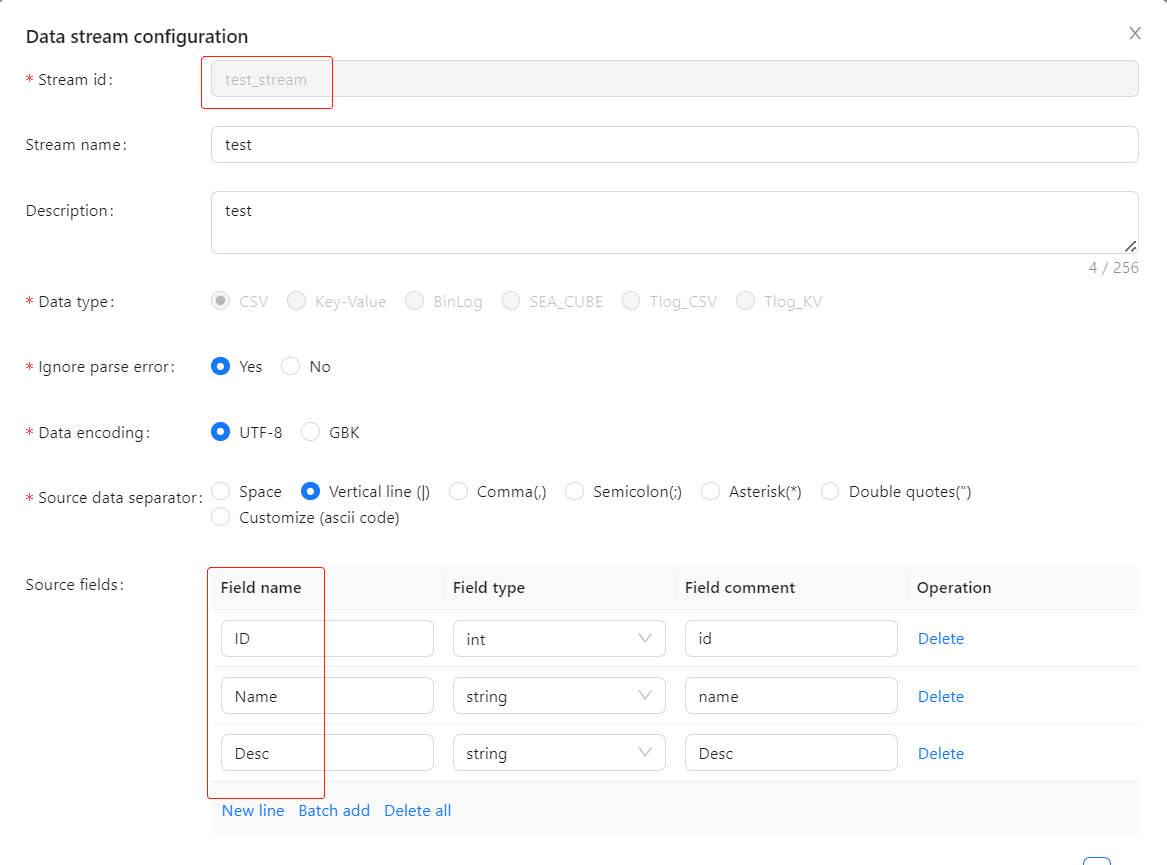 Data stream configuration
* Stream id: test_stream
Stream name: test
Description: test
4 / 256
* Data type: CSV Key-Value BinLog SEA_CUBE Tlog_CSV Tlog_KV
* Ignore parse error: Yes No
* Data encoding: UTF-8 GBK
* Source data separator: Space Vertical line (|) Comma(,) Semicolon(;) Asterisk(*) Double quotes(")
Customize (ascii code)
Source fields: Field name Field type Field comment Operation
ID int id Delete
Name string name Delete
Desc string Desc Delete
New line Batch add Delete all